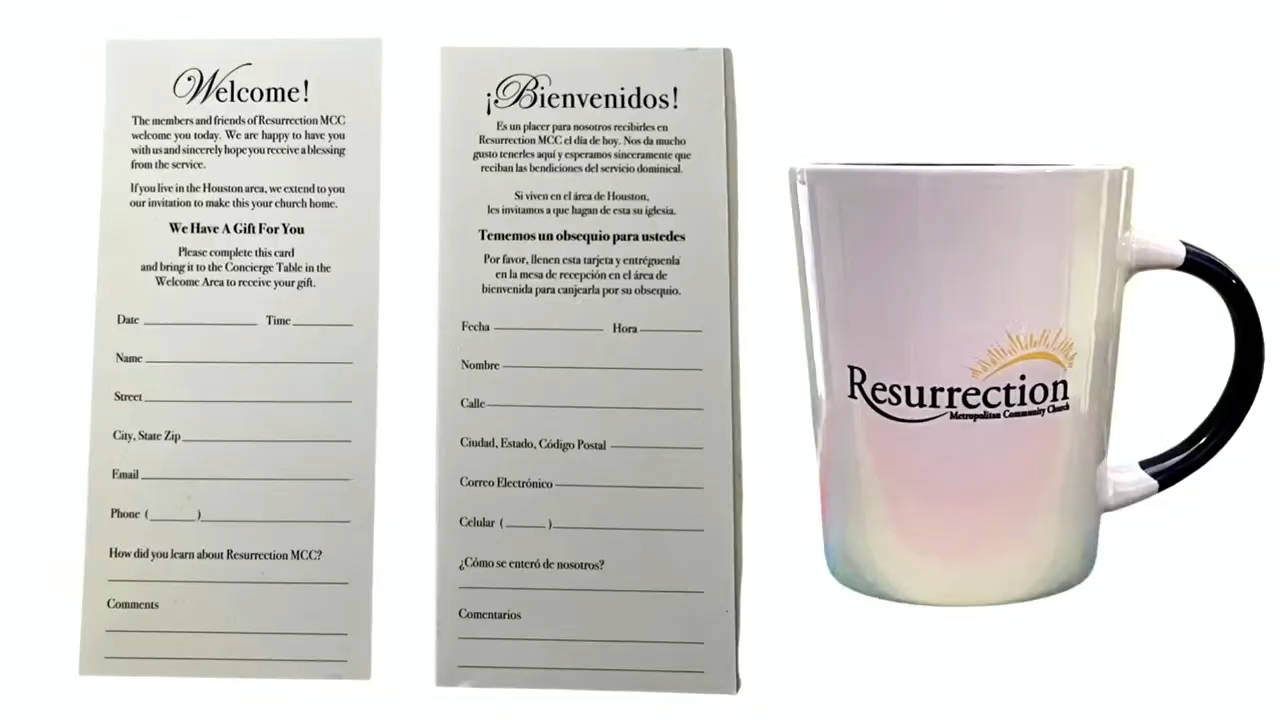 Welcome!
The members and friends of Resurrection MCC
welcome you today. We are happy to have you
with us and sincerely hope you receive a blessing
from the service.
If you live in the Houston area, we extend to you
our invitation to make this your church home.
We Have A Gift For You
Please complete this card
and bring it to the Concierge Table in the
Welcome Area to receive your gift.
Date Time
Name
Street
City, State Zip
Email
Phone ( )
How did you learn about Resurrection MCC?
Comments
¡Bienvenidos!
Es un placer para nosotros recibirles en
Resurrection MCC el día de hoy. Nos da mucho
gusto tenerles aquí y esperamos sinceramente que
reciban las bendiciones del servicio dominical.
Si viven en el área de Houston,
les invitamos a que hagan de esta su iglesia.
Tememos un obsequio para ustedes
Por favor, llenen esta tarjeta y entréguenla
en la mesa de recepción en el área de
bienvenida para canjearla por su obsequio.
Fecha Hora
Nombre
Calle
Ciudad, Estado, Código Postal
Correo Electrónico
Celular ( )
¿Cómo se enteró de nosotros?
Comentarios
Resurrection
Metropolitan Community Church